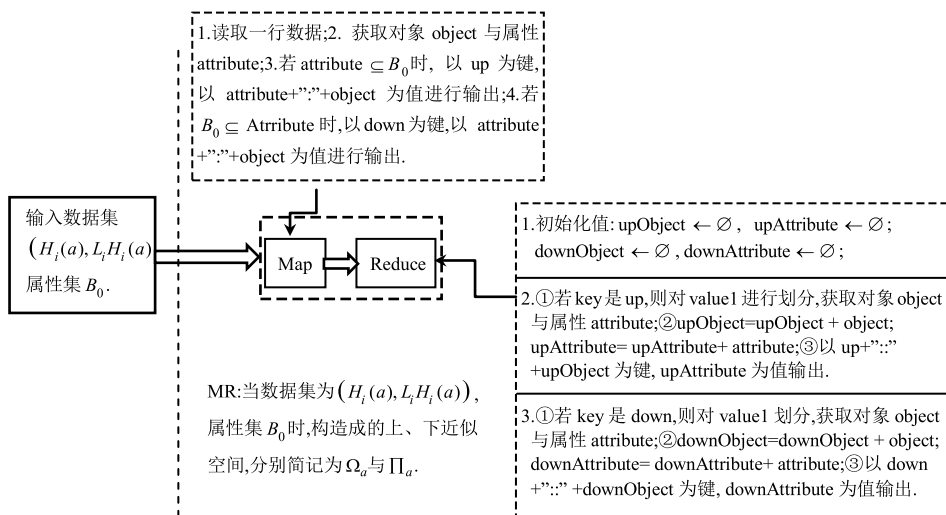 1.读取一行数据;2. 获取对象 object 与属性
attribute;3.若 attribute ⊆ B₀ 时, 以 up 为键,
以 attribute+”:”+object 为值进行输出;4.若
B₀ ⊆ Atrribute 时,以 down 为键,以 attribute
+”:”+object 为值进行输出.
输入数据集
(Hᵢ(a), LᵢHᵢ(a)
属性集 B₀.
Map
Reduce
1.初始化值: upObject ← ∅, upAttribute ← ∅;
downObject ← ∅, downAttribute ← ∅;
2.①若 key 是 up,则对 value1 进行划分,获取对象 object
与属性 attribute;②upObject=upObject + object;
upAttribute= upAttribute+ attribute;③以 up+”::”
+upObject 为键, upAttribute 为值输出.
3.①若 key 是 down,则对 value1 划分,获取对象 object
与属性 attribute;②downObject=downObject + object;
downAttribute= downAttribute+ attribute;③以 down
+”::” +downObject 为键, downAttribute 为值输出.
MR:当数据集为 (Hᵢ(a), LᵢHᵢ(a)),
属性集 B₀ 时,构造成的上、下近似
空间,分别简记为 Ωₐ 与 ∏ₐ.